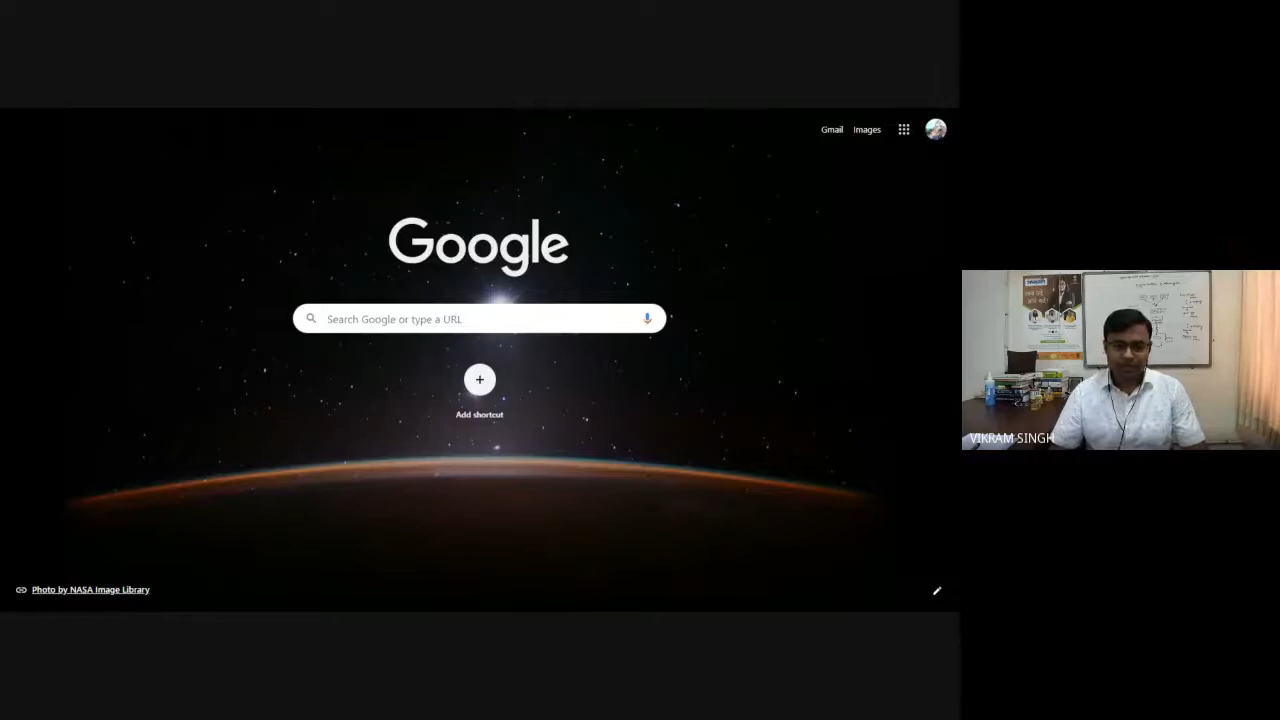 Gmail Images
Google
Search Google or type a URL
Add shortcut
VIKRAM SINGH
Photo by NASA Image Library